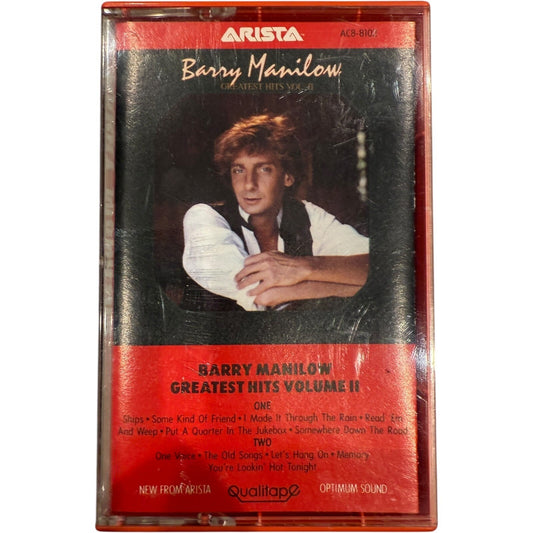 ARISTA
AC8-8102
Barry Manilow
GREATEST HITS VOL. II
BARRY MANILOW
GREATEST HITS VOLUME II
ONE
Ships • Some Kind Of Friend • I Made It Through The Rain • Read 'Em
And Weep • Put A Quarter In The Jukebox • Somewhere Down The Road
TWO
One Voice • The Old Songs • Let's Hang On • Memory
You're Lookin' Hot Tonight
NEW FROM ARISTA
Qualitape
OPTIMUM SOUND